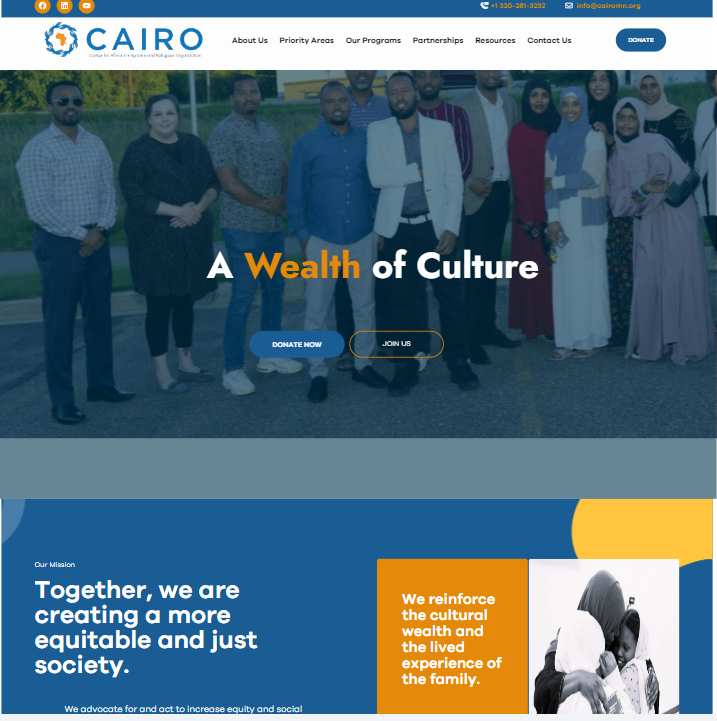 +1 320-281-3232 info@cairomn.org
CAIRO
Center for Africa Immigrants and Refugees Organization
About Us Priority Areas Our Programs Partnerships Resources Contact Us DONATE
A Wealth of Culture
DONATE NOW JOIN US
Our Mission
Together, we are
creating a more
equitable and just
society.
We advocate for and act to increase equity and social
We reinforce
the cultural
wealth and
the lived
experience of
the family.